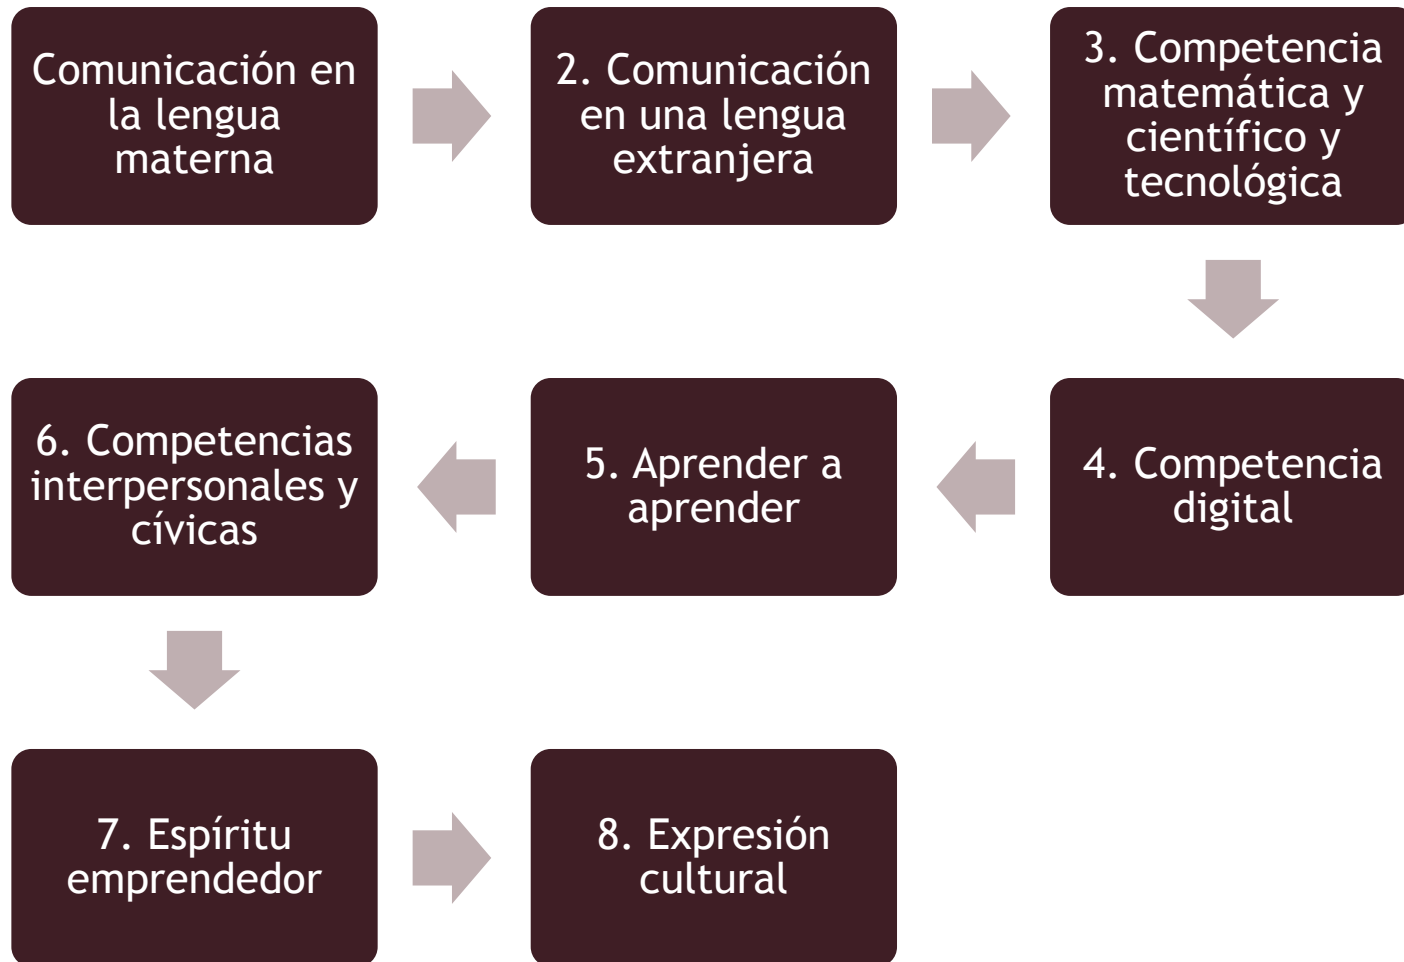 Comunicación en
la lengua
materna
2. Comunicación
en una lengua
extranjera
3. Competencia
matemática y
científico y
tecnológica
4. Competencia
digital
5. Aprender a
aprender
6. Competencias
interpersonales y
cívicas
7. Espíritu
emprendedor
8. Expresión
cultural